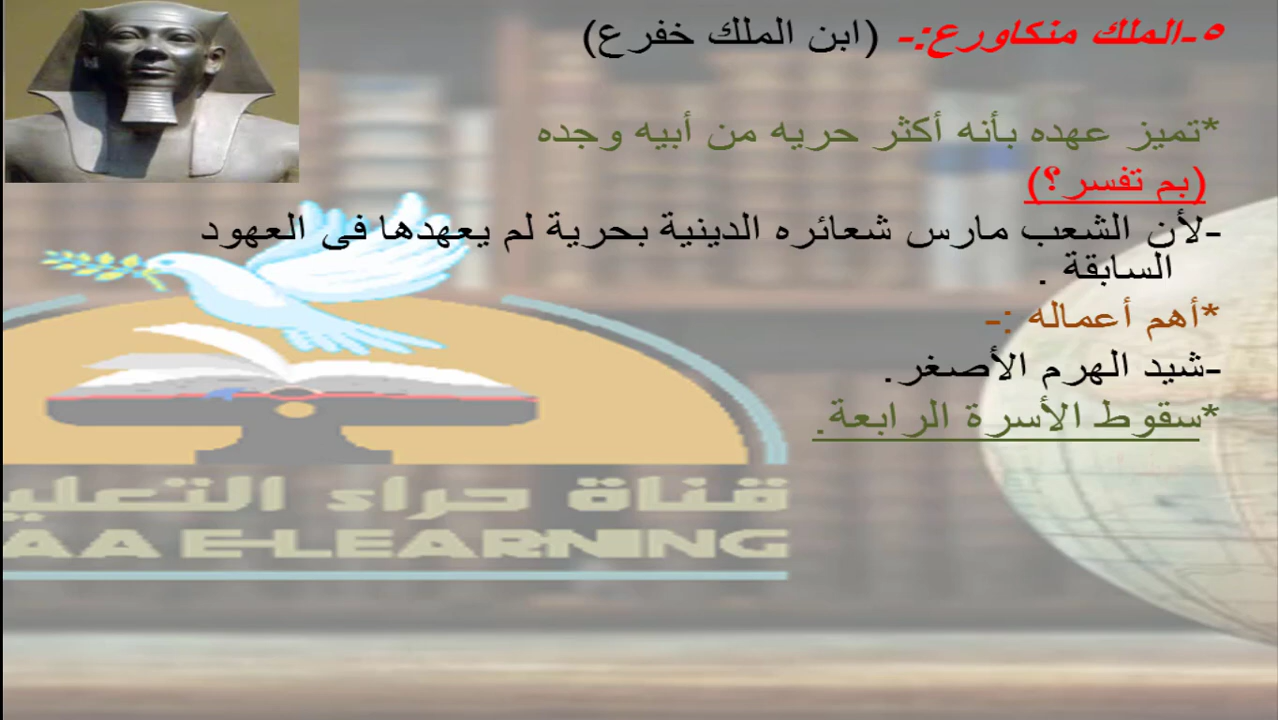 ٥-الملك منكاورع:- (ابن الملك خفرع)
*تميز عهده بأنه أكثر حريه من أبيه وجده
(بم تفسر؟)
-لأن الشعب مارس شعائره الدينية بحرية لم يعهدها فى العهود
السابقة .
*أهم أعماله :-
-شيد الهرم الأصغر.
*سقوط الأسرة الرابعة.
قناة حراء التعلي
AA E-LEARNING